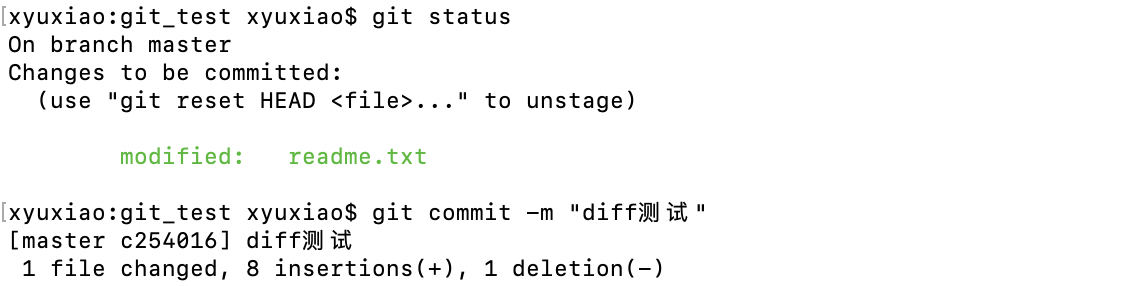 [xyuxiao:git_test xyuxiao$ git status
On branch master
Changes to be committed:
  (use "git reset HEAD <file>..." to unstage)
        modified:   readme.txt
[xyuxiao:git_test xyuxiao$ git commit -m "diff测试"
[master c254016] diff测试
 1 file changed, 8 insertions(+), 1 deletion(-)